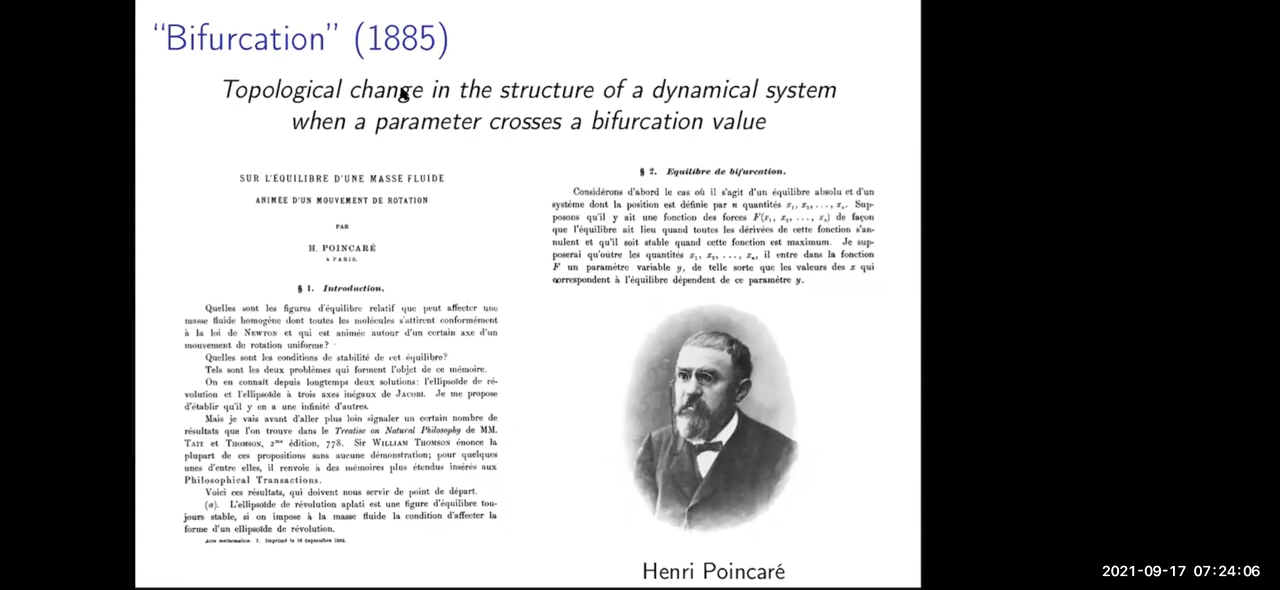 “Bifurcation” (1885)
Topological change in the structure of a dynamical system
when a parameter crosses a bifurcation value
SUR L'ÉQUILIBRE D'UNE MASSE FLUIDE
ANIMÉE D'UN MOUVEMENT DE ROTATION
PAR
H. POINCARÉ
A PARIS.
§ 1. Introduction.
Quelles sont les figures d'équilibre relatif que peut affecter une
masse fluide homogène dont toutes les molécules s'attirent conformément
à la loi de NEWTON et qui est animée autour d'un certain axe d'un
mouvement de rotation uniforme?
Quelles sont les conditions de stabilité de cet équilibre?
Tels sont les deux problèmes qui forment l'objet de ce mémoire.
On en connaît depuis longtemps deux solutions: l'ellipsoïde de ré-
volution et l'ellipsoïde à trois axes inégaux de JACOBI. Je me propose
d'établir qu'il y en a une infinité d'autres.
Mais je vais avant d'aller plus loin signaler un certain nombre de
résultats que l'on trouve dans le Treatise on Natural Philosophy de MM.
TAIT et THOMSON, 2me édition, 778. Sir WILLIAM THOMSON énonce la
plupart de ces propositions sans aucune démonstration; pour quelques
unes d'entre elles, il renvoie à des mémoires plus étendus insérés aux
Philosophical Transactions.
Voici ces résultats, qui doivent nous servir de point de départ.
(a). L'ellipsoïde de révolution aplati est une figure d'équilibre tou-
jours stable, si on impose à la masse fluide la condition d'affecter la
forme d'un ellipsoïde de révolution.
Acta mathematica. 7. Imprimé le 16 Septembre 1885.
§ 2. Equilibre de bifurcation.
Considérons d'abord le cas où il s'agit d'un équilibre absolu et d'un
système dont la position est définie par n quantités x₁, x₂, ..., xₙ. Sup-
posons qu'il y ait une fonction des forces F(x₁, x₂, ..., xₙ) de façon
que l'équilibre ait lieu quand toutes les dérivées de cette fonction s'an-
nulent et qu'il soit stable quand cette fonction est maximum. Je sup-
poserai qu'outre les quantités x₁, x₂, ..., xₙ, il entre dans la fonction
F un paramètre variable y, de telle sorte que les valeurs des x qui
correspondent à l'équilibre dépendent de ce paramètre y.
Henri Poincaré
2021-09-17 07:24:06